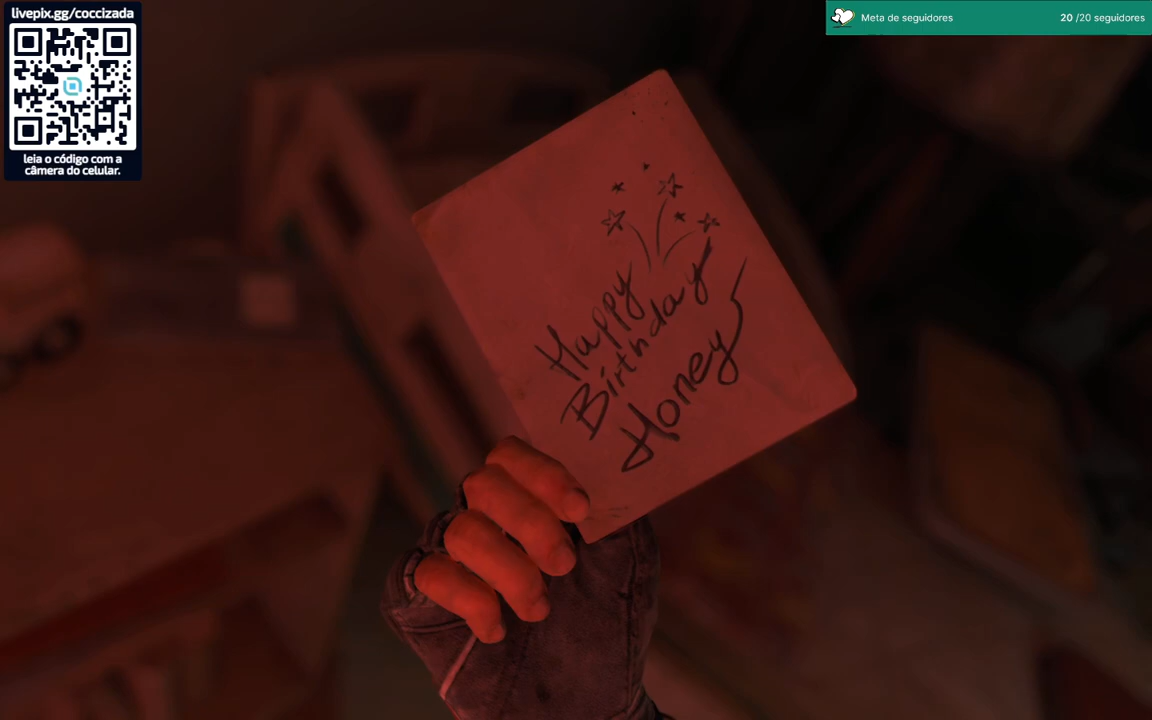 livepix.gg/coccizada
leia o código com a
câmera do celular.
Meta de seguidores
20 /20 seguidores
Happy
Birthday
Honey